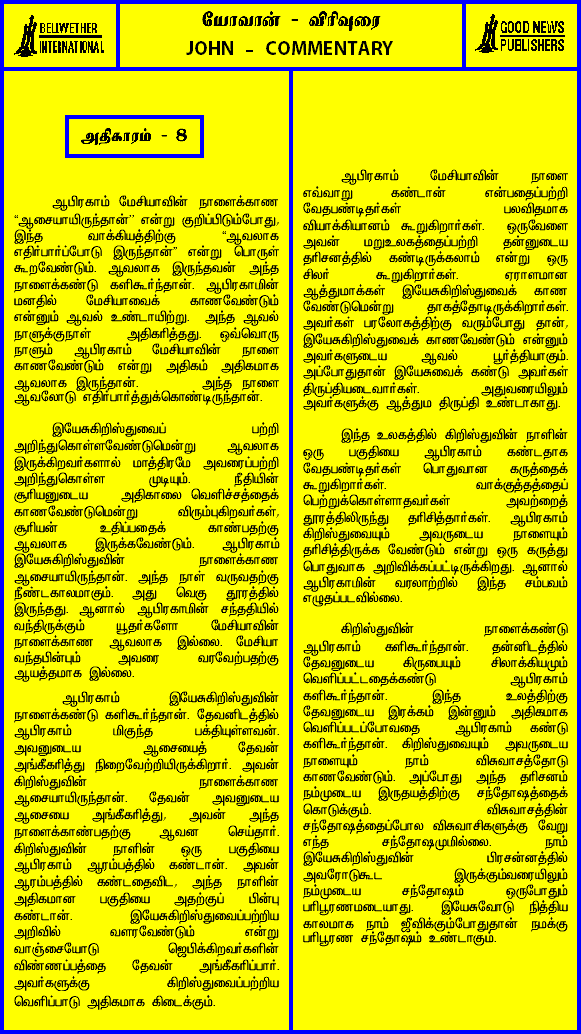 BELWETHER
INTERNATIONAL
யோவான் - விரிவுரை
JOHN - COMMENTARY
GOOD NEWS
PUBLISHERS
அதிகாரம் - 8
ஆபிரகாம் மேசியாவின் நாளைக்காண
“ஆசையாயிருந்தான்” என்று குறிப்பிடும்போது,
இந்த வாக்கியத்திற்கு “ஆவலாக
எதிர்பார்ப்போடு இருந்தான்” என்று பொருள்
கூறவேண்டும். ஆவலாக இருந்தவன் அந்த
நாளைக்கண்டு களிகூர்ந்தான். ஆபிரகாமின்
மனதில் மேசியாவைக் காணவேண்டும்
என்னும் ஆவல் உண்டாயிற்று. அந்த ஆவல்
நாளுக்குநாள் அதிகரித்தது. ஒவ்வொரு
நாளும் ஆபிரகாம் மேசியாவின் நாளை
காணவேண்டும் என்று அதிகம் அதிகமாக
ஆவலாக இருந்தான். அந்த நாளை
ஆவலோடு எதிர்பார்த்துக்கொண்டிருந்தான்.
இயேசுகிறிஸ்துவைப் பற்றி
அறிந்துகொள்ளவேண்டுமென்று ஆவலாக
இருக்கிறவர்களால் மாத்திரமே அவரைப்பற்றி
அறிந்துகொள்ள முடியும். நீதியின்
சூரியனுடைய அதிகாலை வெளிச்சத்தைக்
காணவேண்டுமென்று விரும்புகிறவர்கள்,
சூரியன் உதிப்பதைக் காண்பதற்கு
ஆவலாக இருக்கவேண்டும். ஆபிரகாம்
இயேசுகிறிஸ்துவின் நாளைக்காண
ஆசையாயிருந்தான். அந்த நாள் வருவதற்கு
நீண்டகாலமாகும். அது வெகு தூரத்தில்
இருந்தது. ஆனால் ஆபிரகாமின் சந்ததியில்
வந்திருக்கும் யூதர்களோ மேசியாவின்
நாளைக்காண ஆவலாக இல்லை. மேசியா
வந்தபின்பும் அவரை வரவேற்பதற்கு
ஆயத்தமாக இல்லை.
ஆபிரகாம் இயேசுகிறிஸ்துவின்
நாளைக்கண்டு களிகூர்ந்தான். தேவனிடத்தில்
ஆபிரகாம் மிகுந்த பக்தியுள்ளவன்.
அவனுடைய ஆசையைத் தேவன்
அங்கீகரித்து நிறைவேற்றியிருக்கிறார். அவன்
கிறிஸ்துவின் நாளைக்காண
ஆசையாயிருந்தான். தேவன் அவனுடைய
ஆசையை அங்கீகரித்து, அவன் அந்த
நாளைக்காண்பதற்கு ஆவன செய்தார்.
கிறிஸ்துவின் நாளின் ஒரு பகுதியை
ஆபிரகாம் ஆரம்பத்தில் கண்டான். அவன்
ஆரம்பத்தில் கண்டதைவிட, அந்த நாளின்
அதிகமான பகுதியை அதற்குப் பின்பு
கண்டான். இயேசுகிறிஸ்துவைப்பற்றிய
அறிவில் வளரவேண்டும் என்று
வாஞ்சையோடு ஜெபிக்கிறவர்களின்
விண்ணப்பத்தை தேவன் அங்கீகரிப்பார்.
அவர்களுக்கு கிறிஸ்துவைப்பற்றிய
வெளிப்பாடு அதிகமாக கிடைக்கும்.
ஆபிரகாம் மேசியாவின் நாளை
எவ்வாறு கண்டான் என்பதைப்பற்றி
வேதபண்டிதர்கள் பலவிதமாக
வியாக்கியானம் கூறுகிறார்கள். ஒருவேளை
அவன் மறுஉலகத்தைப்பற்றி தன்னுடைய
தரிசனத்தில் கண்டிருக்கலாம் என்று ஒரு
சிலர் கூறுகிறார்கள். ஏராளமான
ஆத்துமாக்கள் இயேசுகிறிஸ்துவைக் காண
வேண்டுமென்று தாகத்தோடிருக்கிறார்கள்.
அவர்கள் பரலோகத்திற்கு வரும்போது தான்,
இயேசுகிறிஸ்துவைக் காணவேண்டும் என்னும்
அவர்களுடைய ஆவல் பூர்த்தியாகும்.
அப்போதுதான் இயேசுவைக் கண்டு அவர்கள்
திருப்தியடைவார்கள். அதுவரையிலும்
அவர்களுக்கு ஆத்தும திருப்தி உண்டாகாது.
இந்த உலகத்தில் கிறிஸ்துவின் நாளின்
ஒரு பகுதியை ஆபிரகாம் கண்டதாக
வேதபண்டிதர்கள் பொதுவான கருத்தைக்
கூறுகிறார்கள். வாக்குத்தத்தைப்
பெற்றுக்கொள்ளாதவர்கள் அவற்றைத்
தூரத்திலிருந்து தரிசித்தார்கள். ஆபிரகாம்
கிறிஸ்துவையும் அவருடைய நாளையும்
தரிசித்திருக்க வேண்டும் என்று ஒரு கருத்து
பொதுவாக அறிவிக்கப்பட்டிருக்கிறது. ஆனால்
ஆபிரகாமின் வரலாற்றில் இந்த சம்பவம்
எழுதப்படவில்லை.
கிறிஸ்துவின் நாளைக்கண்டு
ஆபிரகாம் களிகூர்ந்தான். தன்னிடத்தில்
தேவனுடைய கிருபையும் சிலாக்கியமும்
வெளிப்பட்டதைக்கண்டு ஆபிரகாம்
களிகூர்ந்தான். இந்த உலத்திற்கு
தேவனுடைய இரக்கம் இன்னும் அதிகமாக
வெளிப்படப்போவதை ஆபிரகாம் கண்டு
களிகூர்ந்தான். கிறிஸ்துவையும் அவருடைய
நாளையும் நாம் விசுவாசத்தோடு
காணவேண்டும். அப்போது அந்த தரிசனம்
நம்முடைய இருதயத்திற்கு சந்தோஷத்தைக்
கொடுக்கும். விசுவாசத்தின்
சந்தோஷத்தைப்போல விசுவாசிகளுக்கு வேறு
எந்த சந்தோஷமுமில்லை. நாம்
இயேசுகிறிஸ்துவின் பிரசன்னத்தில்
அவரோடுகூட இருக்கும்வரையிலும்
நம்முடைய சந்தோஷம் ஒருபோதும்
பரிபூரணமடையாது. இயேசுவோடு நித்திய
காலமாக நாம் ஜீவிக்கும்போதுதான் நமக்கு
பரிபூரண சந்தோஷம் உண்டாகும்.